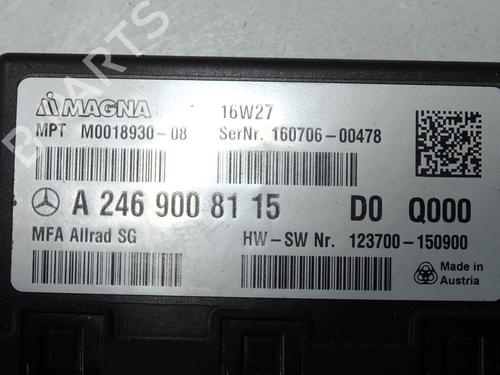 MAGNA 16W27
MPT M0018930-08 SerNr. 160706-00478
A 246 900 81 15 D0 Q000
MFA Allrad SG HW-SW Nr. 123700-150900
Made in
Austria